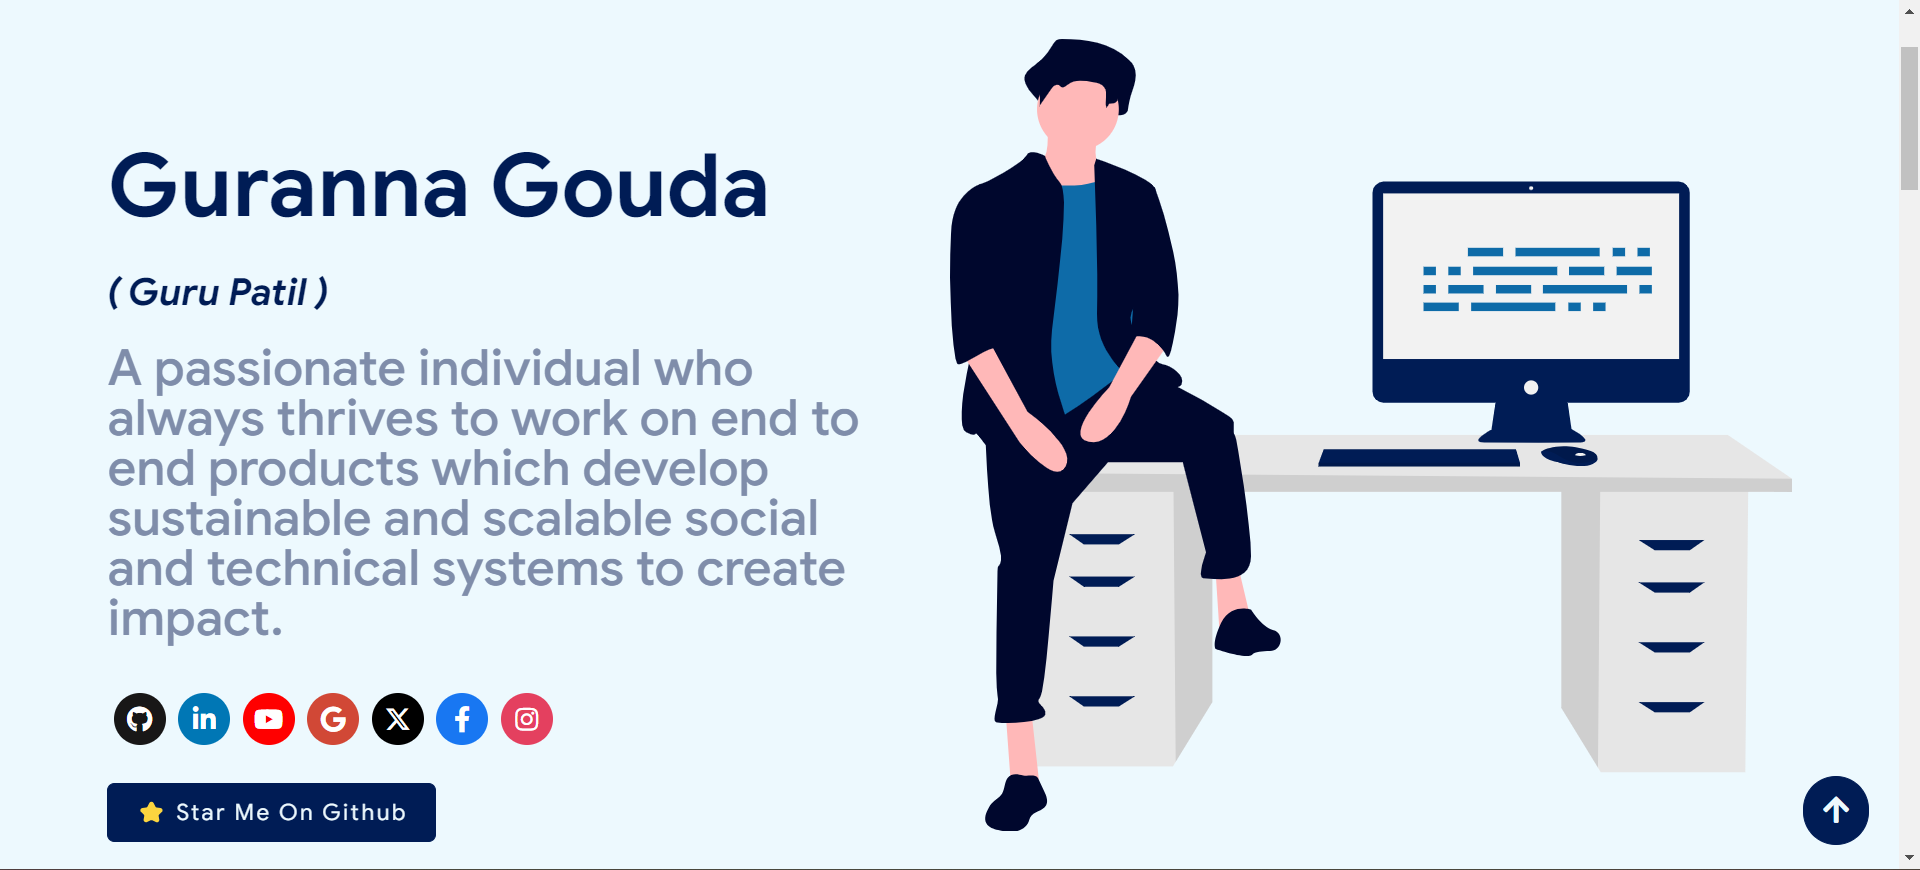 Guranna Gouda
( Guru Patil )
A passionate individual who
always thrives to work on end to
end products which develop
sustainable and scalable social
and technical systems to create
impact.
Star Me On Github